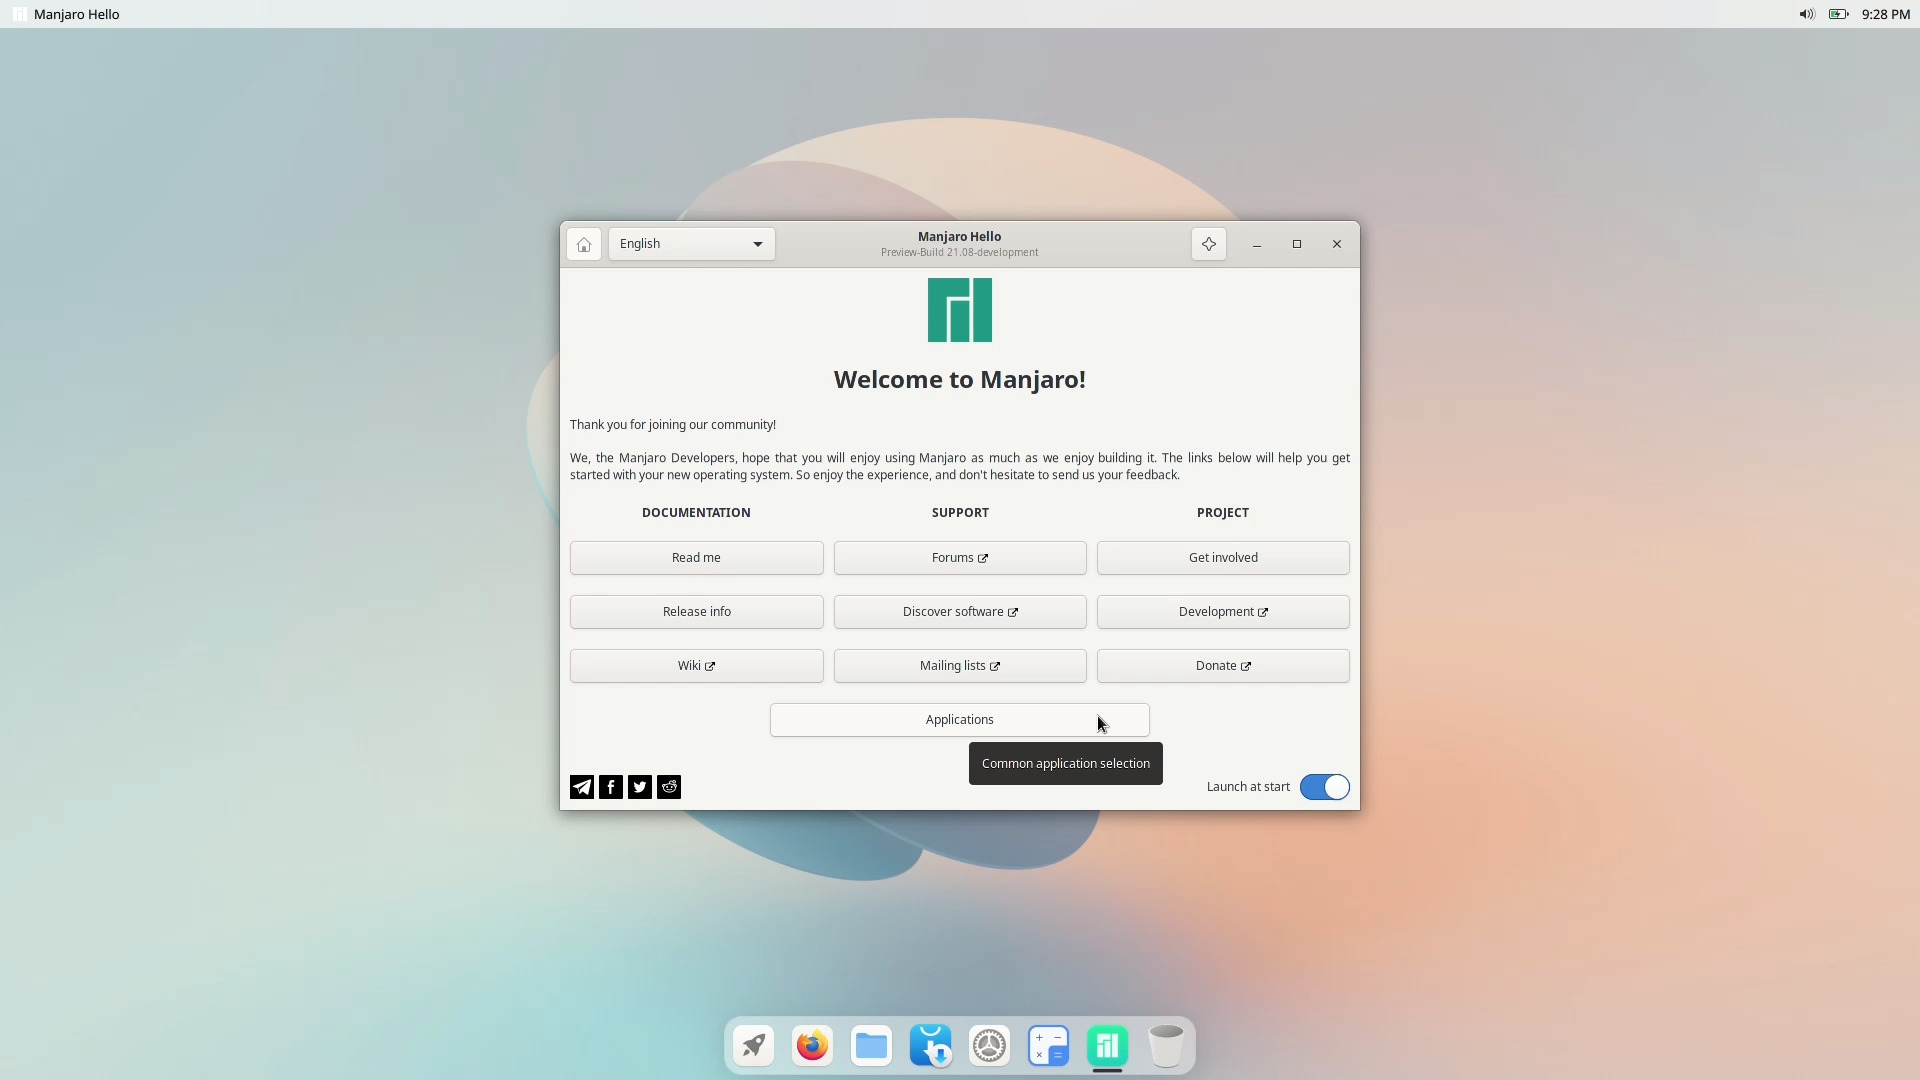 Manjaro Hello
9:28 PM
English
Manjaro Hello
Preview-Build 21.08-development
Welcome to Manjaro!
Thank you for joining our community!
We, the Manjaro Developers, hope that you will enjoy using Manjaro as much as we enjoy building it. The links below will help you get
started with your new operating system. So enjoy the experience, and don't hesitate to send us your feedback.
DOCUMENTATION
SUPPORT
PROJECT
Read me
Forums
Get involved
Release info
Discover software
Development
Wiki
Mailing lists
Donate
Applications
Common application selection
Launch at start